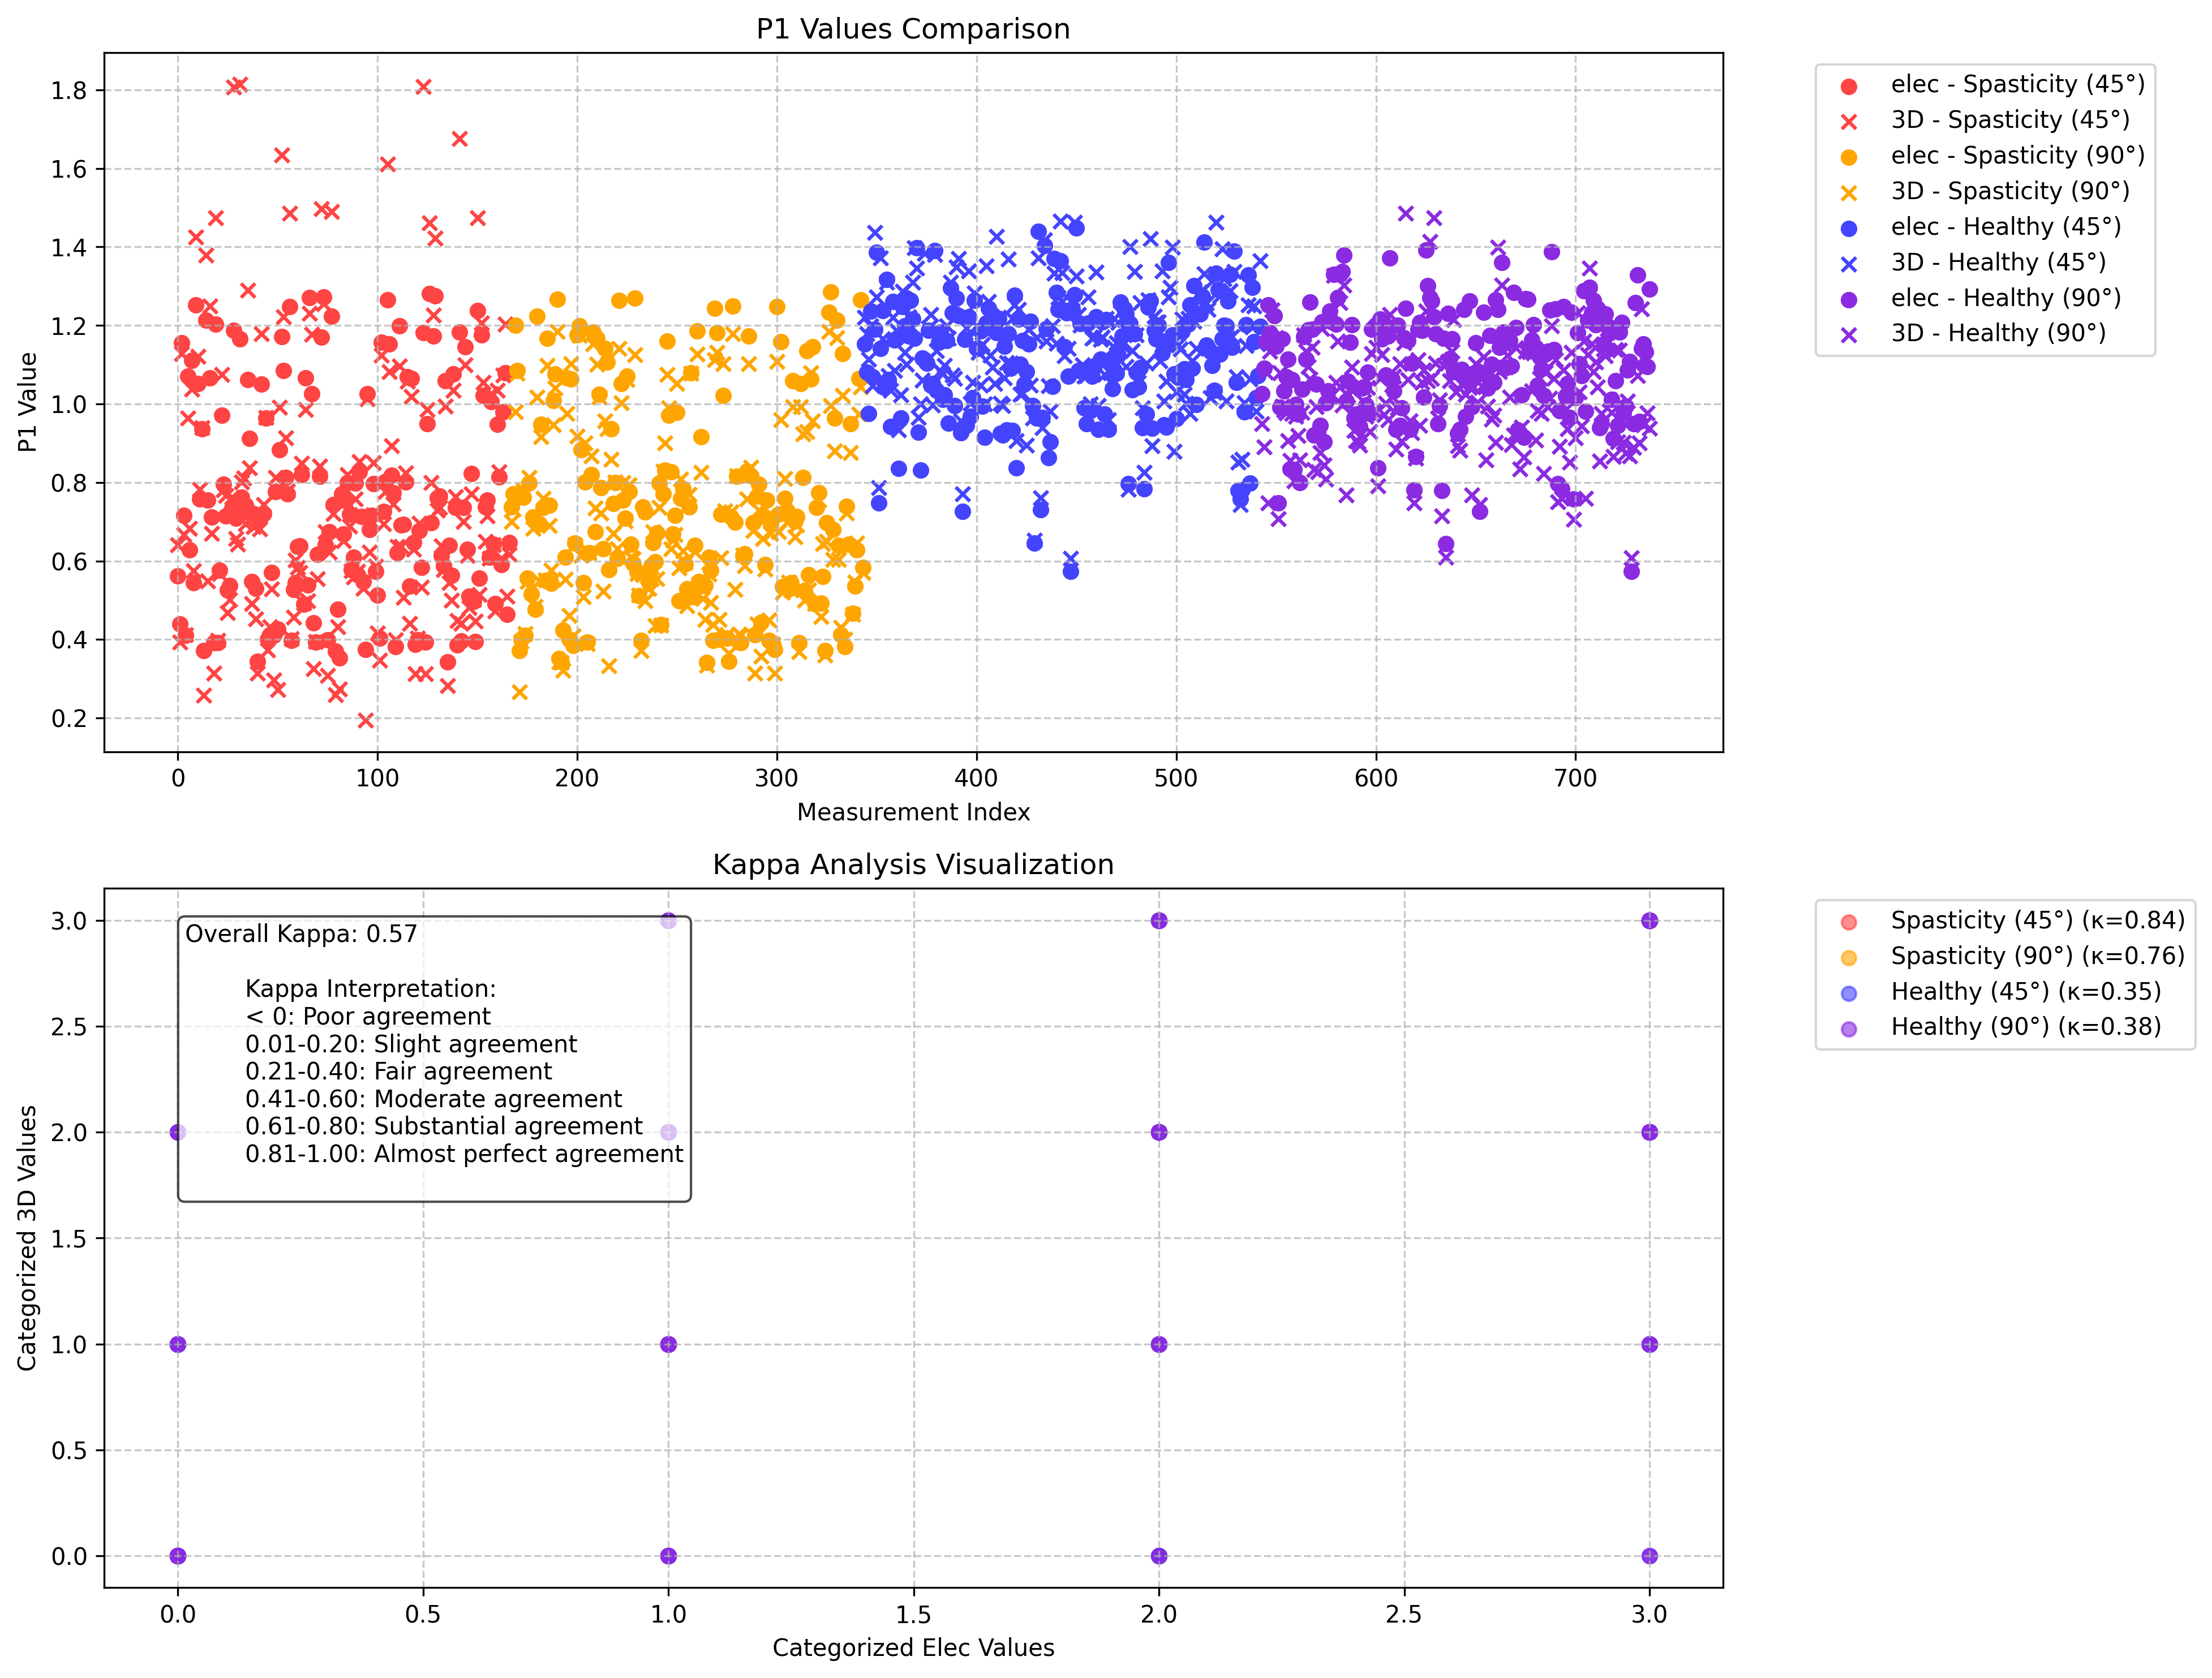 P1 Values Comparison
P1 Value
1.8
1.6
1.4
1.2
1.0
0.8
0.6
0.4
0.2
0 100 200 300 400 500 600 700
Measurement Index
elec - Spasticity (45°)
3D - Spasticity (45°)
elec - Spasticity (90°)
3D - Spasticity (90°)
elec - Healthy (45°)
3D - Healthy (45°)
elec - Healthy (90°)
3D - Healthy (90°)
Kappa Analysis Visualization
Categorized 3D Values
3.0
2.5
2.0
1.5
1.0
0.5
0.0
Overall Kappa: 0.57
Kappa Interpretation:
< 0: Poor agreement
0.01-0.20: Slight agreement
0.21-0.40: Fair agreement
0.41-0.60: Moderate agreement
0.61-0.80: Substantial agreement
0.81-1.00: Almost perfect agreement
0.0 0.5 1.0 1.5 2.0 2.5 3.0
Categorized Elec Values
Spasticity (45°) (κ=0.84)
Spasticity (90°) (κ=0.76)
Healthy (45°) (κ=0.35)
Healthy (90°) (κ=0.38)